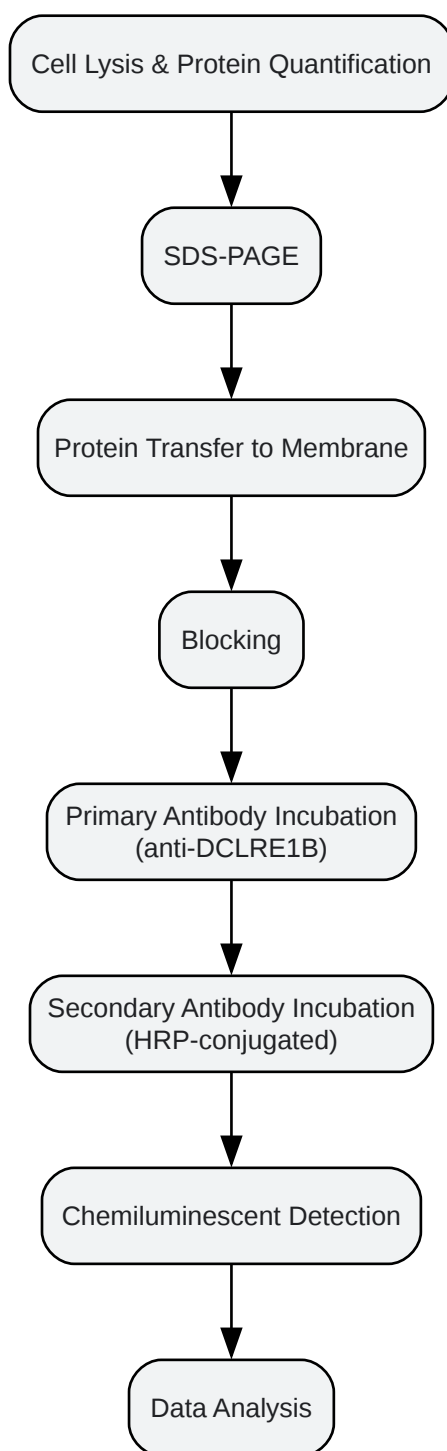 Cell Lysis & Protein Quantification
SDS-PAGE
Protein Transfer to Membrane
Blocking
Primary Antibody Incubation
(anti-DCLRE1B)
Secondary Antibody Incubation
(HRP-conjugated)
Chemiluminescent Detection
Data Analysis